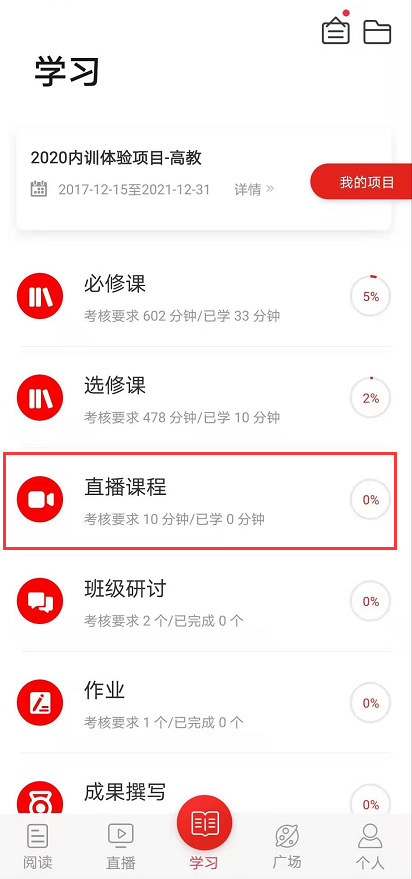 学习
2020内训体验项目-高教
2017-12-15至2021-12-31 详情 »
我的项目
必修课
考核要求 602 分钟/已学 33 分钟
5%
选修课
考核要求 478 分钟/已学 10 分钟
2%
直播课程
考核要求 10 分钟/已学 0 分钟
0%
班级研讨
考核要求 2 个/已完成 0 个
0%
作业
考核要求 1 个/已完成 0 个
0%
成果撰写
0%
阅读 直播 学习 广场 个人